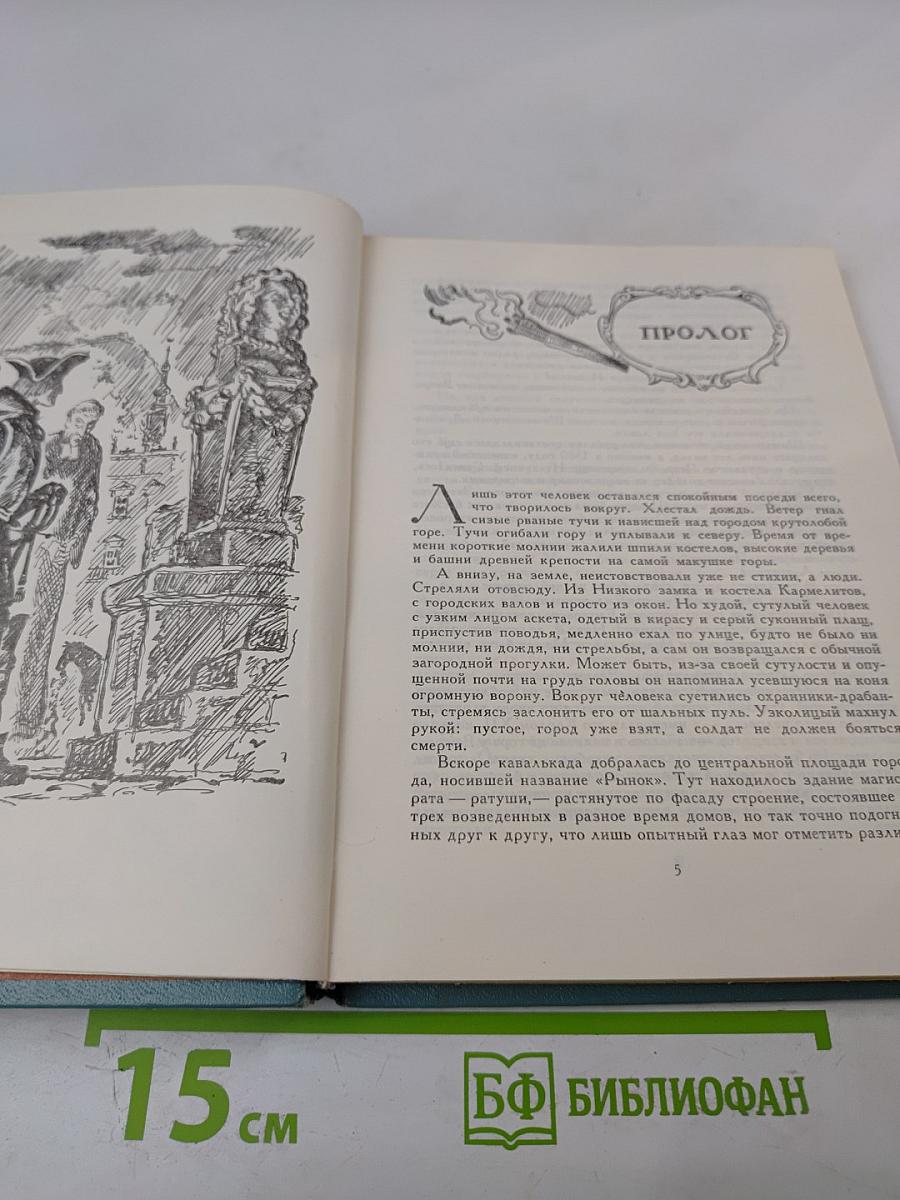 ПРОЛОГ
Лишь этот человек оставался спокойным посреди всего,
что творилось вокруг. Хлестал дождь. Ветер гнал
сизые рваные тучи к нависшей над городом крутолобой
горе. Тучи огибали гору и уплывали к северу. Время от вре-
мени короткие молнии жалили шпили костелов, высокие деревья
и башни древней крепости на самой макушке горы.
А внизу, на земле, неистовствовали уже не стихии, а люди.
Стреляли отовсюду. Из Низкого замка и костела Кармелитов,
с городских валов и просто из окон. Но худой, сутулый человек
с узким лицом аскета, одетый в кирасу и серый суконный плащ,
приспустив поводья, медленно ехал по улице, будто не было ни
молнии, ни дождя, ни стрельбы, а сам он возвращался с обычной
загородной прогулки. Может быть, из-за своей сутулости и опу-
щенной почти на грудь головы он напоминал усевшуюся на коня
огромную ворону. Вокруг человека суетились охранники-драбан-
ты, стремясь заслонить его от шальных пуль. Узколицый махнул
рукой: пустое, город уже взят, а солдат не должен бояться
смерти.
Вскоре кавалькада добралась до центральной площади горо-
да, носившей название «Рынок». Тут находилось здание магис
рата — ратуши,— растянутое по фасаду строение, состоявшее
трех возведенных в разное время домов, но так точно подогн
ных друг к другу, что лишь опытный глаз мог отметить разли
5
15 см
БФ БИБЛИОФАН